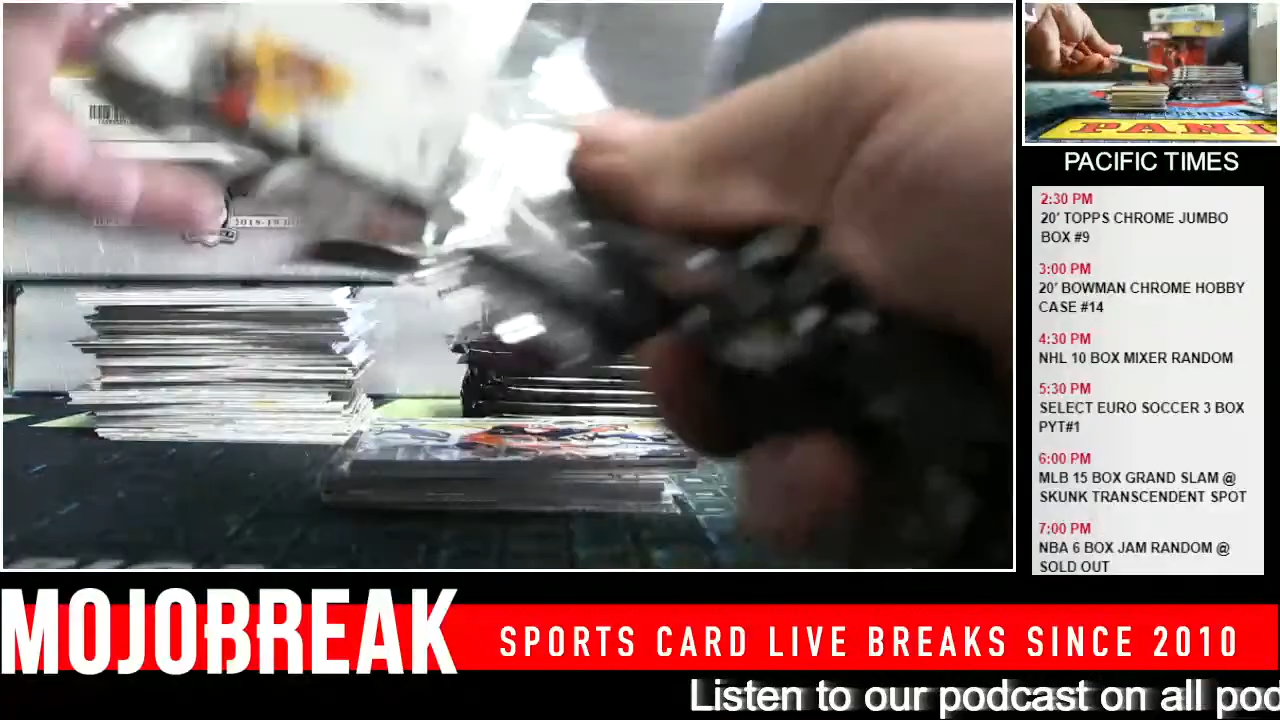 2018-19
PANI
PACIFIC TIMES
2:30 PM
20' TOPPS CHROME JUMBO
BOX #9
3:00 PM
20' BOWMAN CHROME HOBBY
CASE #14
4:30 PM
NHL 10 BOX MIXER RANDOM
5:30 PM
SELECT EURO SOCCER 3 BOX
PYT#1
6:00 PM
MLB 15 BOX GRAND SLAM @
SKUNK TRANSCENDENT SPOT
7:00 PM
NBA 6 BOX JAM RANDOM @
SOLD OUT
MOJOBREAK
SPORTS CARD LIVE BREAKS SINCE 2010
Listen to our podcast on all pod